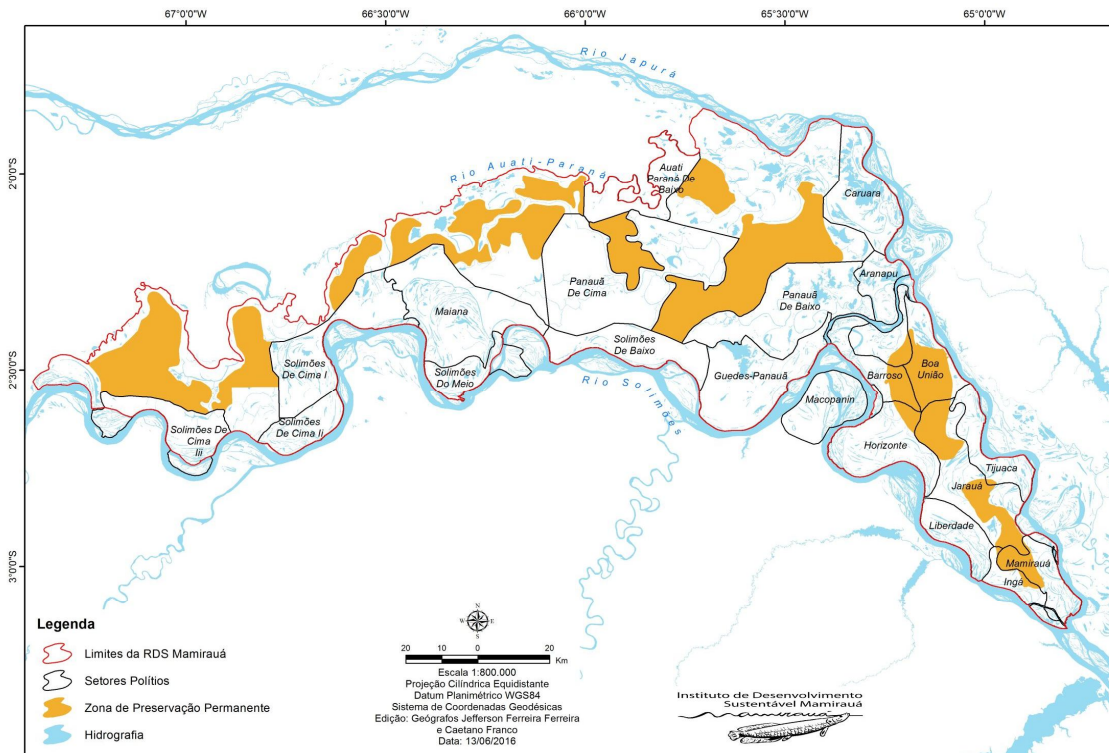 67°0'0"W
66°30'0"W
66°0'0"W
65°30'0"W
65°0'0"W
Rio Japurá
2°0'0"S
Rio Auati-Paraná
Auatí
Paraná De
Baixo
Caruara
Aranapu
Panauã
De Cima
Panauã
De Baixo
Maiana
Solimões
De Baixo
2°30'0"S
Solimões
De Cima I
Solimões
Do Meio
Rio Solimões
Guedes-Panauã
Barroso
Boa
União
Macopanin
Solimões De
Cima
Iii
Solimões
De Cima Ii
Horizonte
Tijuaca
Jarauá
Liberdade
3°0'0"S
Mamirauá
Ingá
Legenda
Limites da RDS Mamirauá
Setores Polítios
Zona de Preservação Permanente
Hidrografia
N
W E
S
20 10 0 20
Km
Escala 1:800.000
Projeção Cilíndrica Equidistante
Datum Planimétrico WGS84
Sistema de Coordenadas Geodésicas
Edição: Geógrafos Jefferson Ferreira Ferreira
e Caetano Franco
Data: 13/06/2016
Instituto de Desenvolvimento
Sustentável Mamirauá
mamirauá